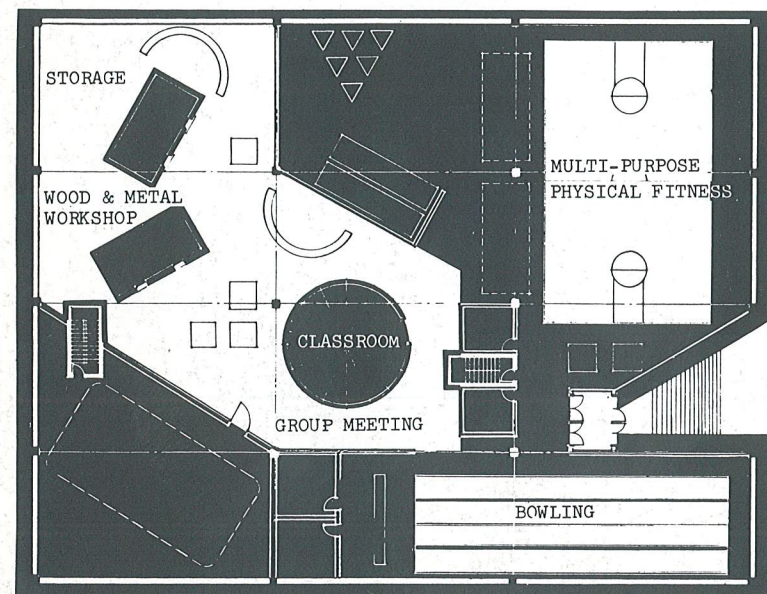 STORAGE
MULTI-PURPOSE
PHYSICAL FITNESS
WOOD & METAL
WORKSHOP
CLASSROOM
GROUP MEETING
BOWLING